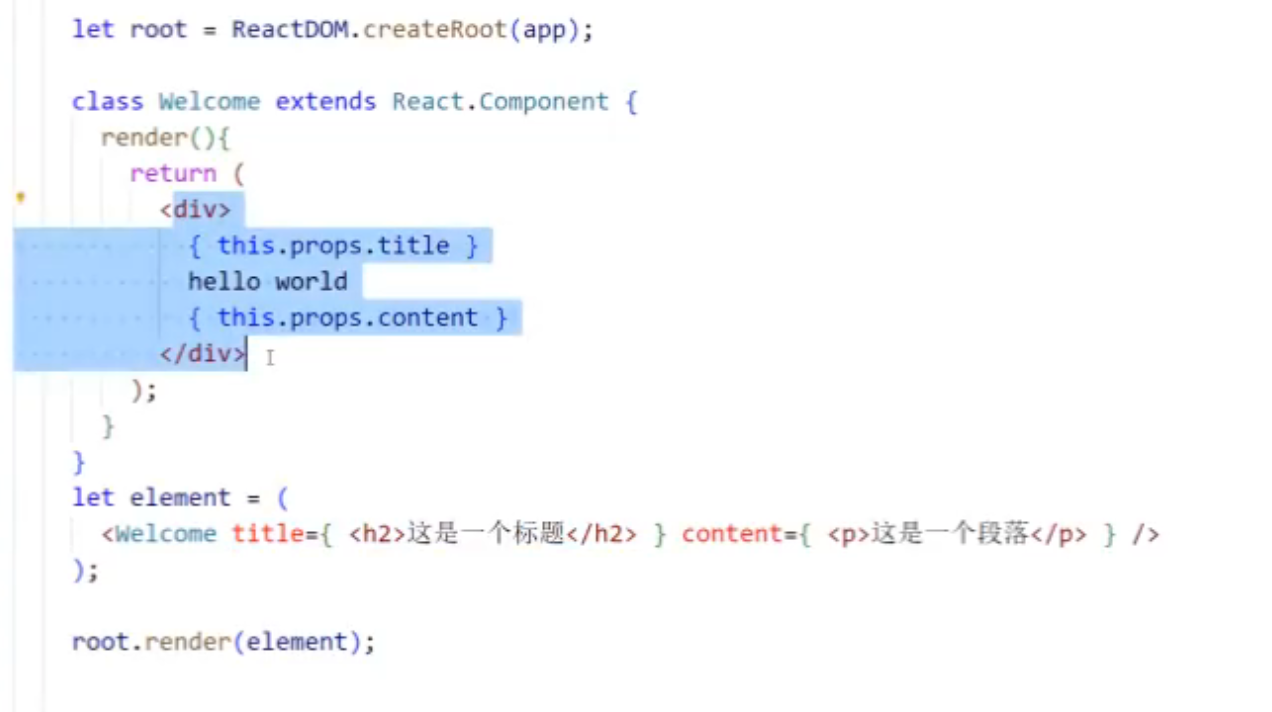 let root = ReactDOM.createRoot(app);
class Welcome extends React.Component {
render(){
return (
<div>
{ this.props.title }
hello world
{ this.props.content }
</div>
);
}
}
let element = (
<Welcome title={ <h2>这是一个标题</h2> } content={ <p>这是一个段落</p> } />
);
root.render(element);